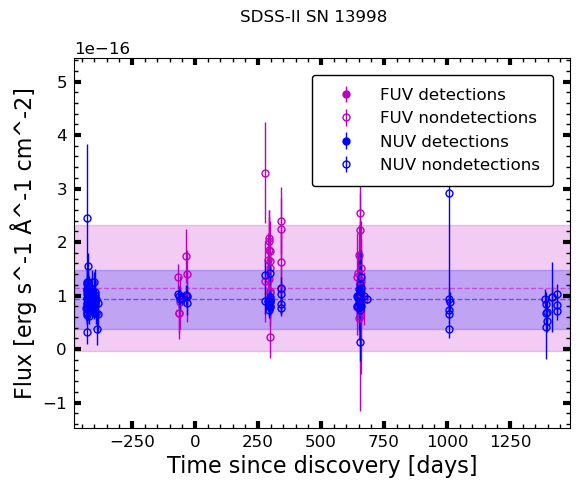 SDSS-II SN 13998
1e−16
FUV detections
FUV nondetections
NUV detections
NUV nondetections
5
4
3
2
1
0
−1
Flux [erg s^-1 Å^-1 cm^-2]
−250 0 250 500 750 1000 1250
Time since discovery [days]